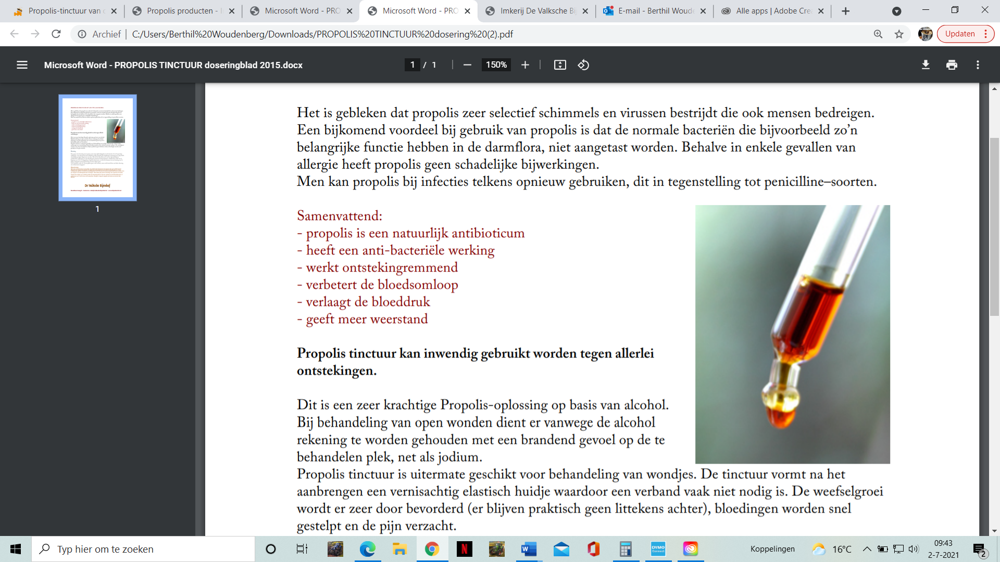 Propolis-tinctuur van
Propolis producten -
Microsoft Word - PRO
Microsoft Word - PRO
Imkerij De Valksche Bi
E-mail - Berthil Woude
Alle apps | Adobe Cre
Archief | C:/Users/Berthil%20Woudenberg/Downloads/PROPOLIS%20TINCTUUR%20dosering%20(2).pdf
Updaten
Microsoft Word - PROPOLIS TINCTUUR doseringblad 2015.docx
1 / 1
150%
De Valksche Bijenhof
1
Het is gebleken dat propolis zeer selectief schimmels en virussen bestrijdt die ook mensen bedreigen.
Een bijkomend voordeel bij gebruik van propolis is dat de normale bacteriën die bijvoorbeeld zo’n
belangrijke functie hebben in de darmflora, niet aangetast worden. Behalve in enkele gevallen van
allergie heeft propolis geen schadelijke bijwerkingen.
Men kan propolis bij infecties telkens opnieuw gebruiken, dit in tegenstelling tot penicilline–soorten.
Samenvattend:
- propolis is een natuurlijk antibioticum
- heeft een anti-bacteriële werking
- werkt ontstekingremmend
- verbetert de bloedsomloop
- verlaagt de bloeddruk
- geeft meer weerstand
Propolis tinctuur kan inwendig gebruikt worden tegen allerlei
ontstekingen.
Dit is een zeer krachtige Propolis-oplossing op basis van alcohol.
Bij behandeling van open wonden dient er vanwege de alcohol
rekening te worden gehouden met een brandend gevoel op de te
behandelen plek, net als jodium.
Propolis tinctuur is uitermate geschikt voor behandeling van wondjes. De tinctuur vormt na het
aanbrengen een vernisachtig elastisch huidje waardoor een verband vaak niet nodig is. De weefselgroei
wordt er zeer door bevorderd (er blijven praktisch geen littekens achter), bloedingen worden snel
gestelpt en de pijn verzacht.
Typ hier om te zoeken
N
W
DYMO
Connect
Koppelingen
16°C
09:43
2-7-2021
2